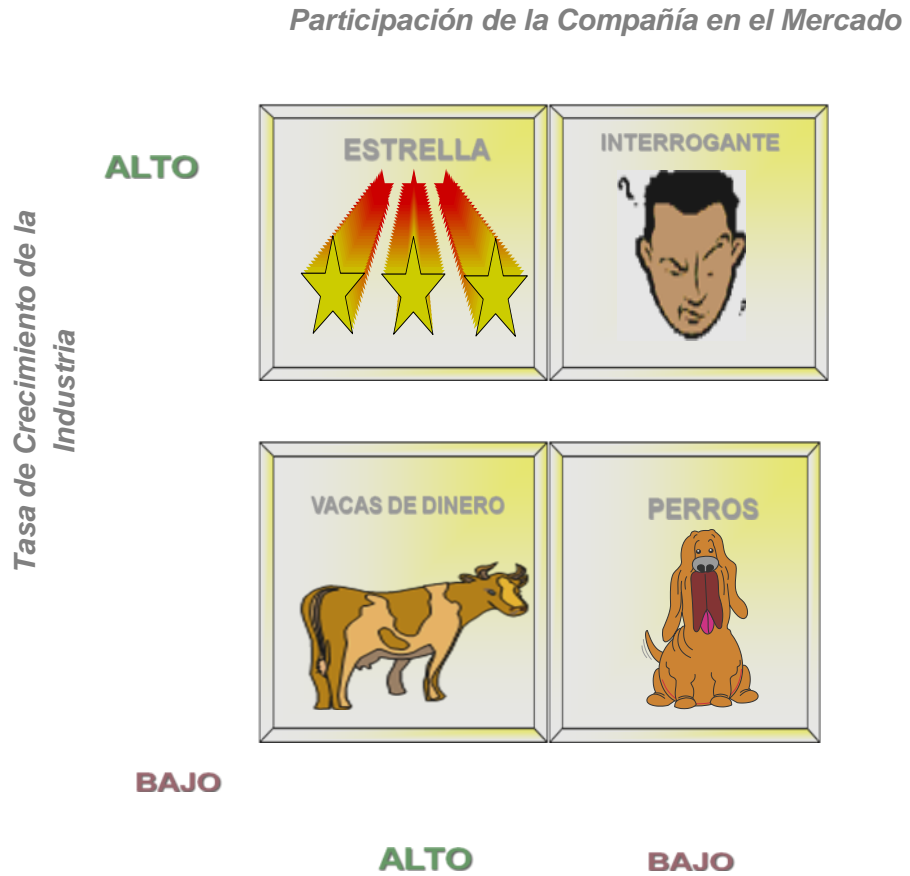 Participación de la Compañía en el Mercado
ALTO
ESTRELLA
INTERROGANTE
?
Tasa de Crecimiento de la
Industria
VACAS DE DINERO
PERROS
BAJO
ALTO
BAJO